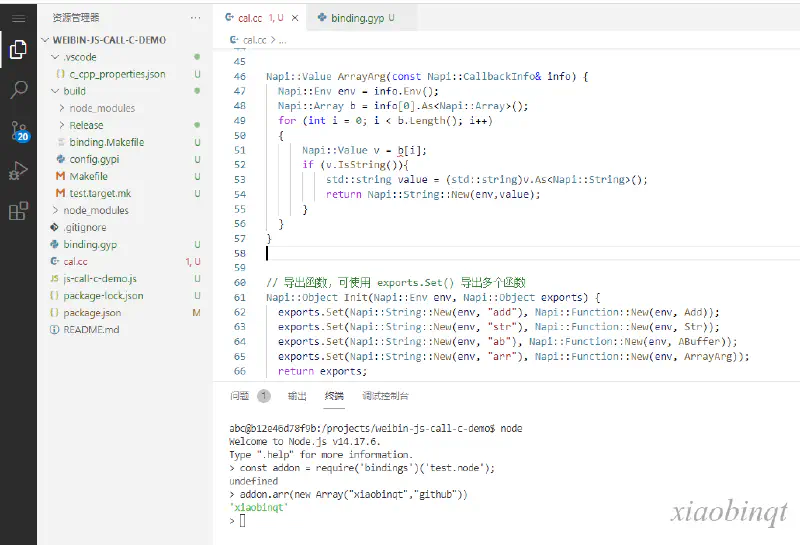 资源管理器
WEIBIN-JS-CALL-C-DEMO
.vscode
c_cpp_properties.json U
build
node_modules
Release
binding.Makefile U
config.gypi U
Makefile U
test.target.mk U
node_modules
.gitignore
binding.gyp U
cal.cc 1, U
js-call-c-demo.js U
package-lock.json U
package.json M
README.md
20
cal.cc 1, U
binding.gyp U
cal.cc > ...
45
46 Napi::Value ArrayArg(const Napi::CallbackInfo& info) {
47 Napi::Env env = info.Env();
48 Napi::Array b = info[0].As<Napi::Array>();
49 for (int i = 0; i < b.Length(); i++)
50 {
51 Napi::Value v = b[i];
52 if (v.IsString()){
53 std::string value = (std::string)v.As<Napi::String>();
54 return Napi::String::New(env,value);
55 }
56 }
57 }
58
59
60 // 导出函数，可使用 exports.Set() 导出多个函数
61 Napi::Object Init(Napi::Env env, Napi::Object exports) {
62 exports.Set(Napi::String::New(env, "add"), Napi::Function::New(env, Add));
63 exports.Set(Napi::String::New(env, "str"), Napi::Function::New(env, Str));
64 exports.Set(Napi::String::New(env, "ab"), Napi::Function::New(env, ABuffer));
65 exports.Set(Napi::String::New(env, "arr"), Napi::Function::New(env, ArrayArg));
66 return exports;
问题 1 输出 终端 调试控制台
abc@b12e46d78f9b:/projects/weibin-js-call-c-demo$ node
Welcome to Node.js v14.17.6.
Type ".help" for more information.
> const addon = require('bindings')('test.node');
undefined
> addon.arr(new Array("xiaobinqt","github"))
'xiaobinqt'
>
xiaobinqt